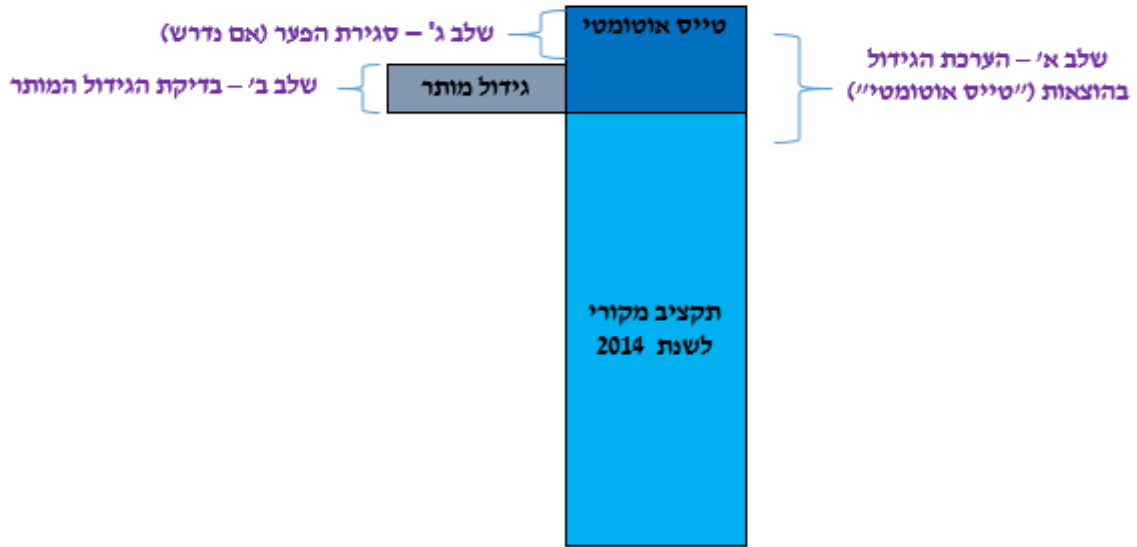 טייס אוטומטי
שלב ג' – סגירת הפער (אם נדרש)
שלב א' – הערכת הגידול
בהוצאות ("טייס אוטומטי")
גידול מותר
שלב ב' – בדיקת הגידול המותר
תקציב מקורי
לשנת 2014